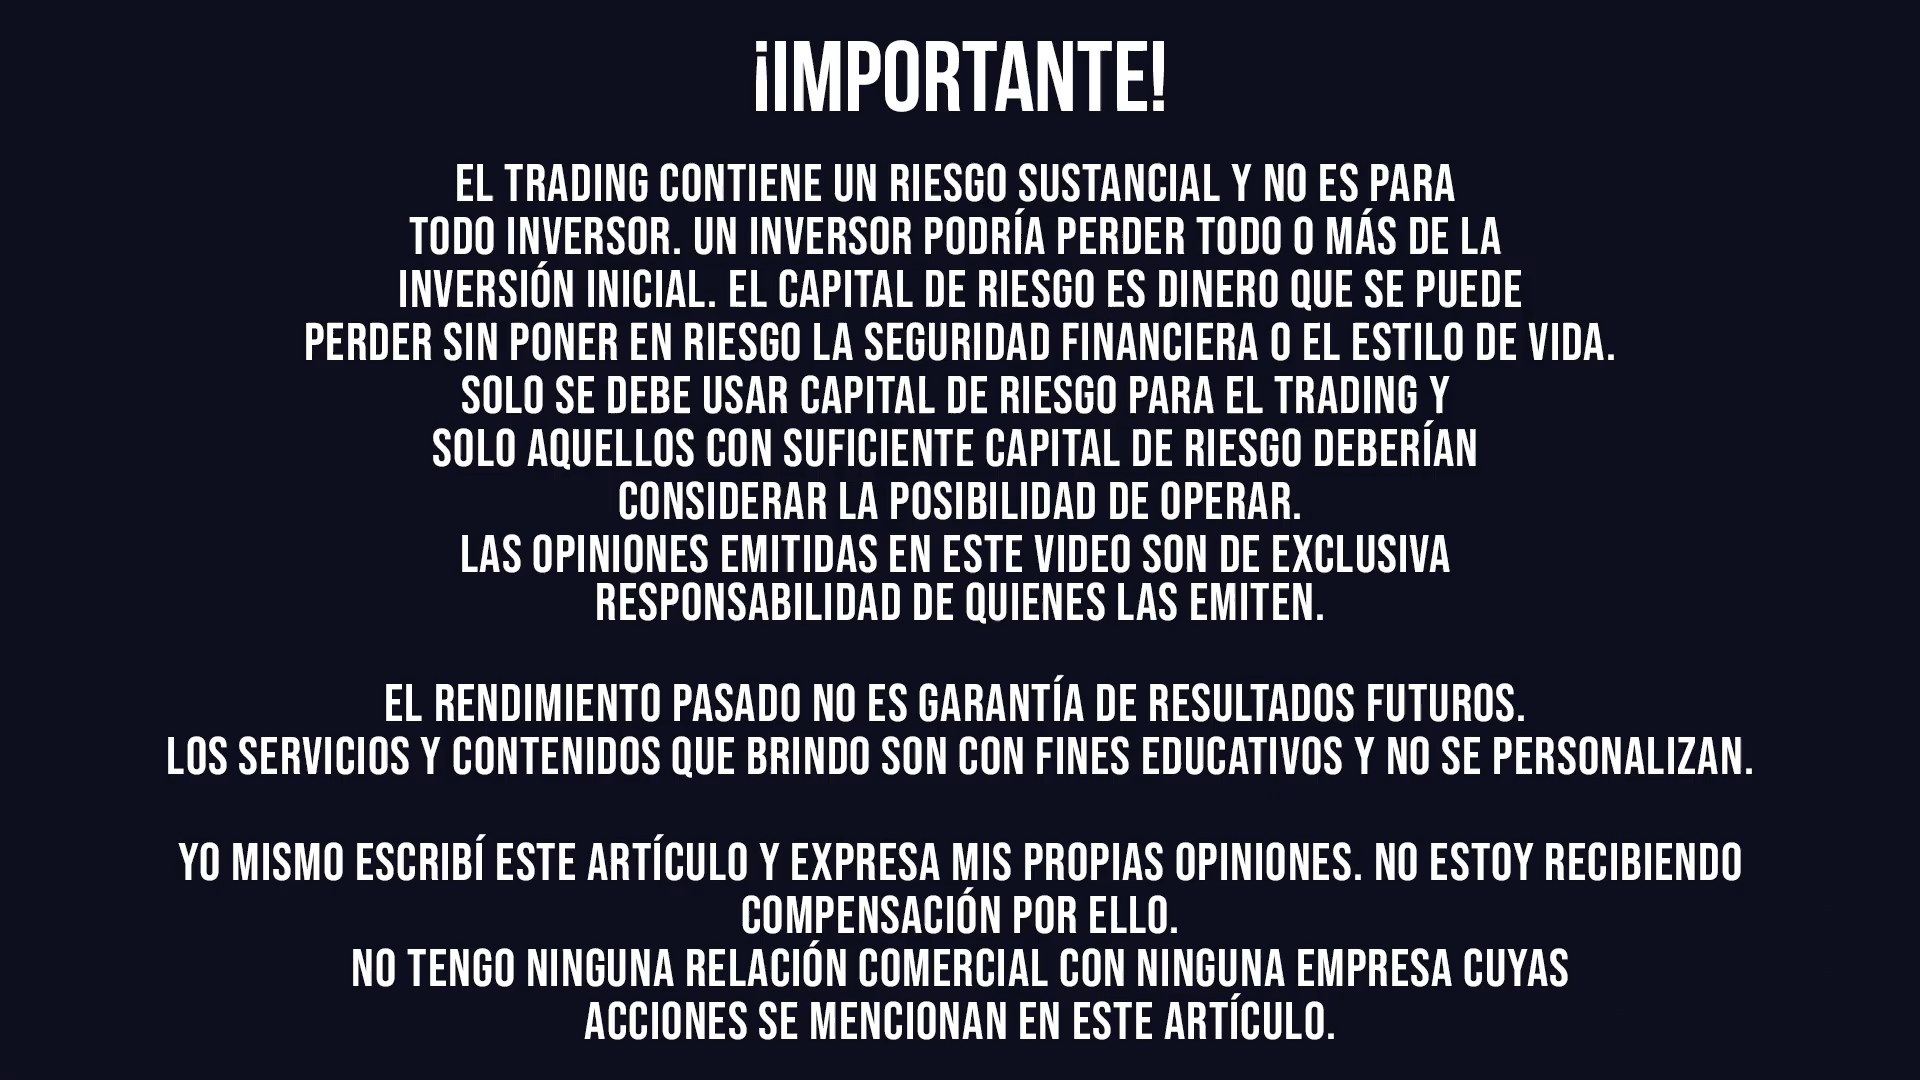 ¡IMPORTANTE!
EL TRADING CONTIENE UN RIESGO SUSTANCIAL Y NO ES PARA
TODO INVERSOR. UN INVERSOR PODRÍA PERDER TODO O MÁS DE LA
INVERSIÓN INICIAL. EL CAPITAL DE RIESGO ES DINERO QUE SE PUEDE
PERDER SIN PONER EN RIESGO LA SEGURIDAD FINANCIERA O EL ESTILO DE VIDA.
SOLO SE DEBE USAR CAPITAL DE RIESGO PARA EL TRADING Y
SOLO AQUELLOS CON SUFICIENTE CAPITAL DE RIESGO DEBERÍAN
CONSIDERAR LA POSIBILIDAD DE OPERAR.
LAS OPINIONES EMITIDAS EN ESTE VIDEO SON DE EXCLUSIVA
RESPONSABILIDAD DE QUIENES LAS EMITEN.
EL RENDIMIENTO PASADO NO ES GARANTÍA DE RESULTADOS FUTUROS.
LOS SERVICIOS Y CONTENIDOS QUE BRINDO SON CON FINES EDUCATIVOS Y NO SE PERSONALIZAN.
YO MISMO ESCRIBÍ ESTE ARTÍCULO Y EXPRESA MIS PROPIAS OPINIONES. NO ESTOY RECIBIENDO
COMPENSACIÓN POR ELLO.
NO TENGO NINGUNA RELACIÓN COMERCIAL CON NINGUNA EMPRESA CUYAS
ACCIONES SE MENCIONAN EN ESTE ARTÍCULO.